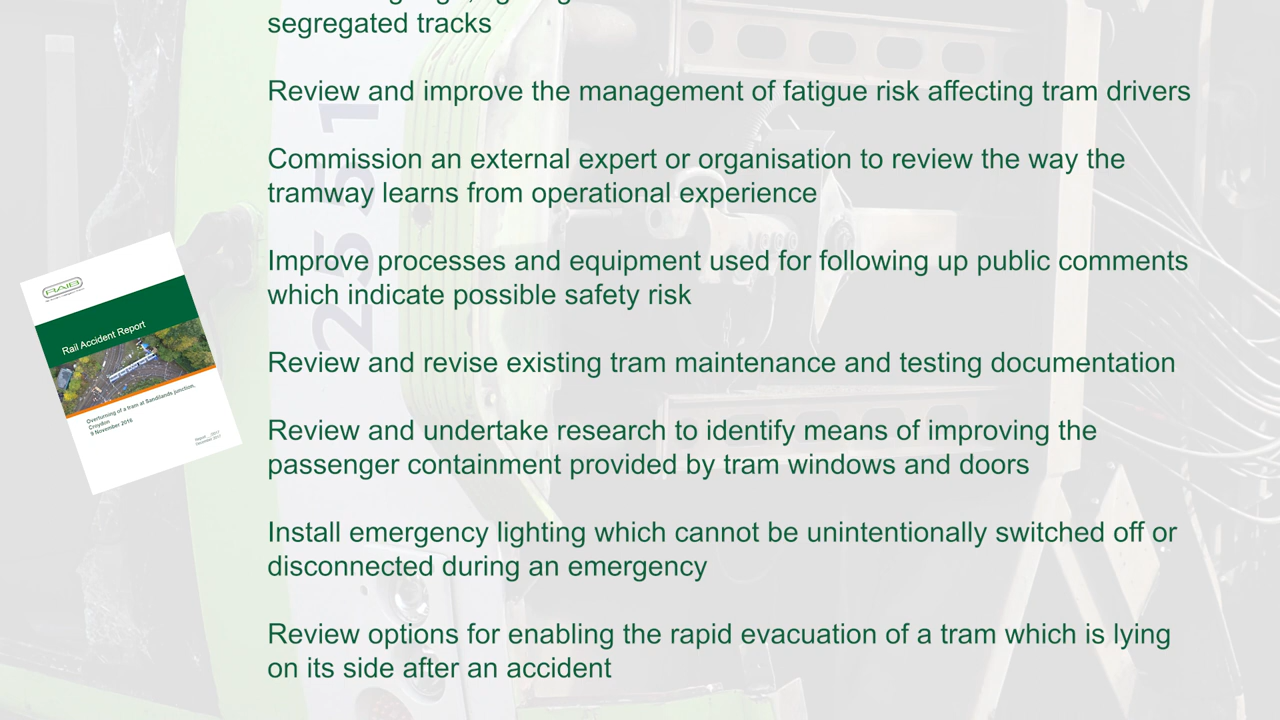 segregated tracks
Review and improve the management of fatigue risk affecting tram drivers
Commission an external expert or organisation to review the way the
tramway learns from operational experience
Improve processes and equipment used for following up public comments
which indicate possible safety risk
Review and revise existing tram maintenance and testing documentation
Review and undertake research to identify means of improving the
passenger containment provided by tram windows and doors
Install emergency lighting which cannot be unintentionally switched off or
disconnected during an emergency
Review options for enabling the rapid evacuation of a tram which is lying
on its side after an accident
RAIB
Rail Accident Report
Overturning of a tram at Sandilands junction,
Croydon
9 November 2016
2551